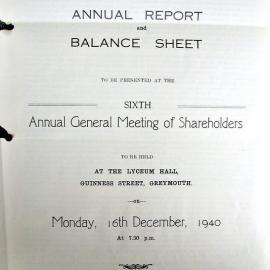 ANNUAL REPORT
and
BALANCE SHEET
TO BE PRESENTED AT THE
SIXTH
Annual General Meeting of Shareholders
TO BE HELD
AT THE LYCEUM HALL,
GUINNESS STREET, GREYMOUTH.
—on—
Monday, 16th December, 1940
At 7.30 p.m.